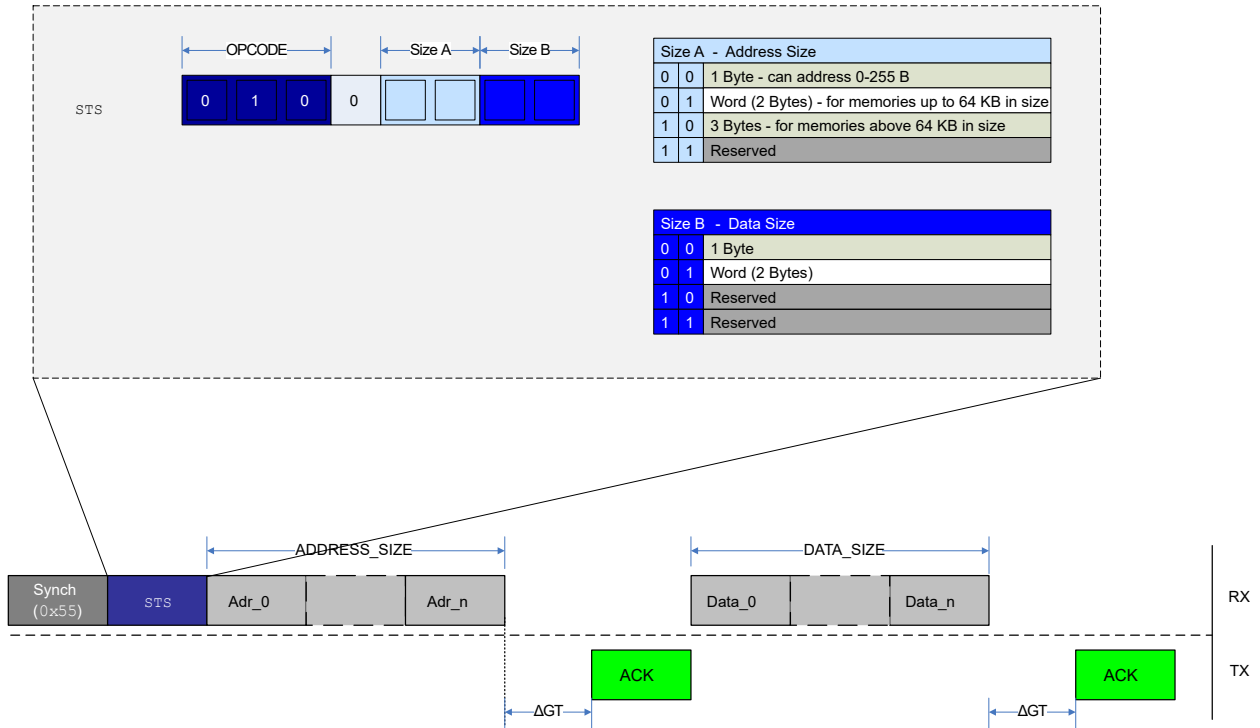 OPCODE Size A Size B
STS 0 1 0 0
Size A - Address Size
0 0 1 Byte - can address 0-255 B
0 1 Word (2 Bytes) - for memories up to 64 KB in size
1 0 3 Bytes - for memories above 64 KB in size
1 1 Reserved
Size B - Data Size
0 0 1 Byte
0 1 Word (2 Bytes)
1 0 Reserved
1 1 Reserved
ADDRESS_SIZE DATA_SIZE
Synch
(0x55)
STS Adr_0 Adr_n Data_0 Data_n RX
ACK ACK TX
ΔGT ΔGT